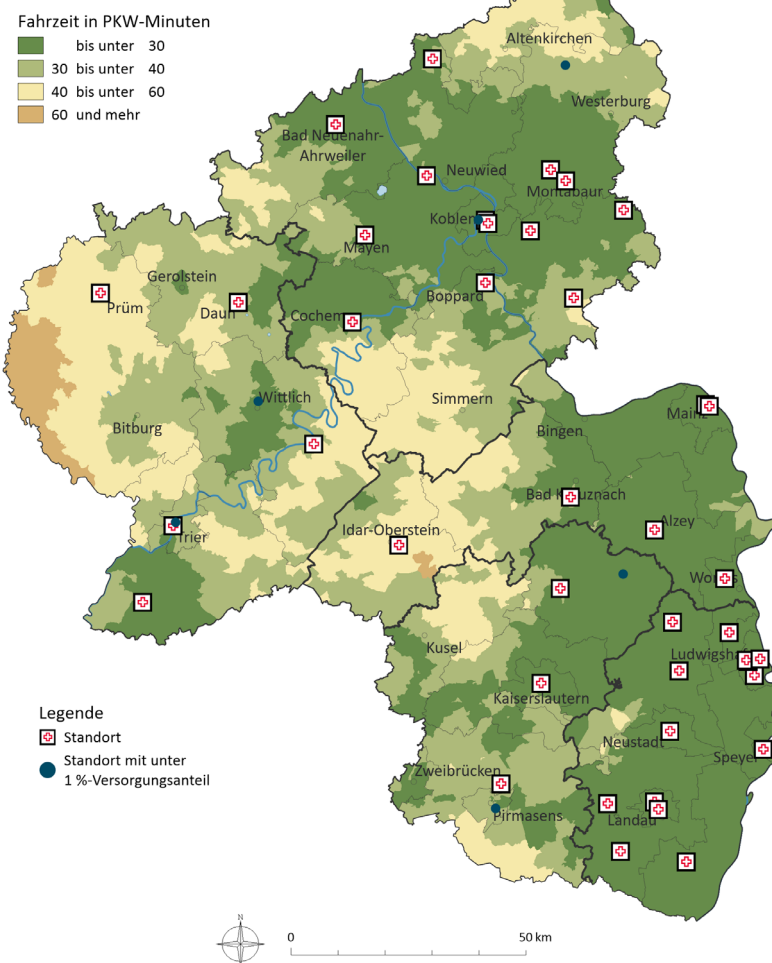 Fahrzeit in PKW-Minuten
bis unter 30
30 bis unter 40
40 bis unter 60
60 und mehr
Altenkirchen
Westerburg
Bad Neuenahr-
Ahrweiler
Neuwied
Montabaur
Koblen
Mayen
Gerolstein
Prüm
Daun
Cochem
Boppard
Wittlich
Simmern
Bitburg
Mainz
Bingen
Bad Kreuznach
Alzey
Idar-Oberstein
Trier
Worms
Kusel
Ludwigshaf
Kaiserslautern
Neustadt
Speyer
Zweibrücken
Pirmasens
Landau
Legende
Standort
Standort mit unter
1 %-Versorgungsanteil
N
0 50 km